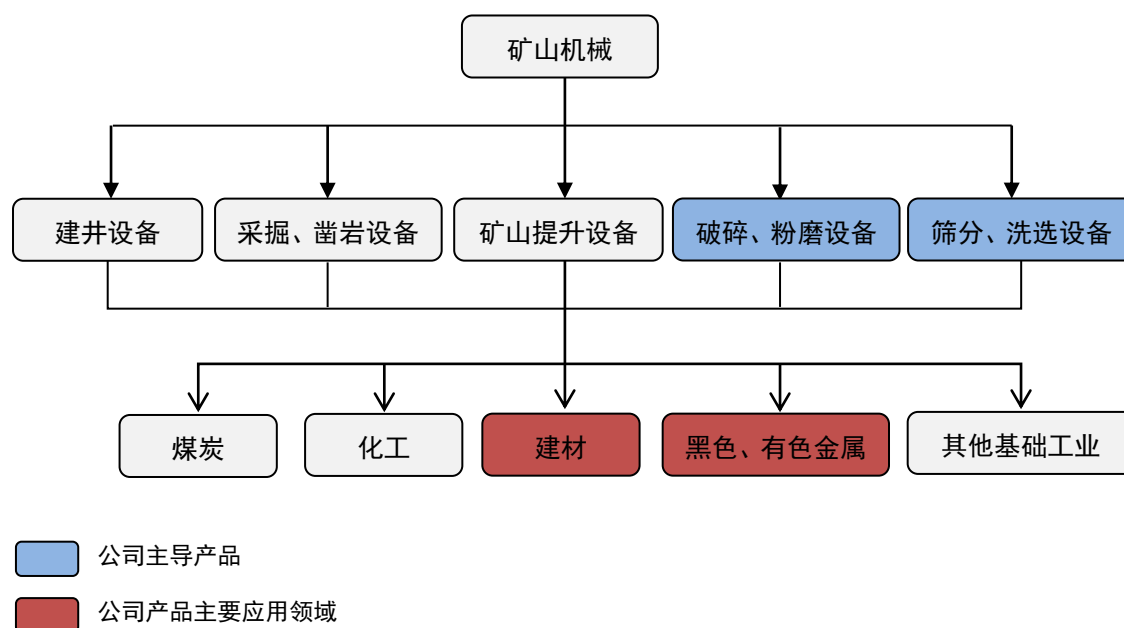 矿山机械
建井设备
采掘、凿岩设备
矿山提升设备
破碎、粉磨设备
筛分、洗选设备
煤炭
化工
建材
黑色、有色金属
其他基础工业
公司主导产品
公司产品主要应用领域